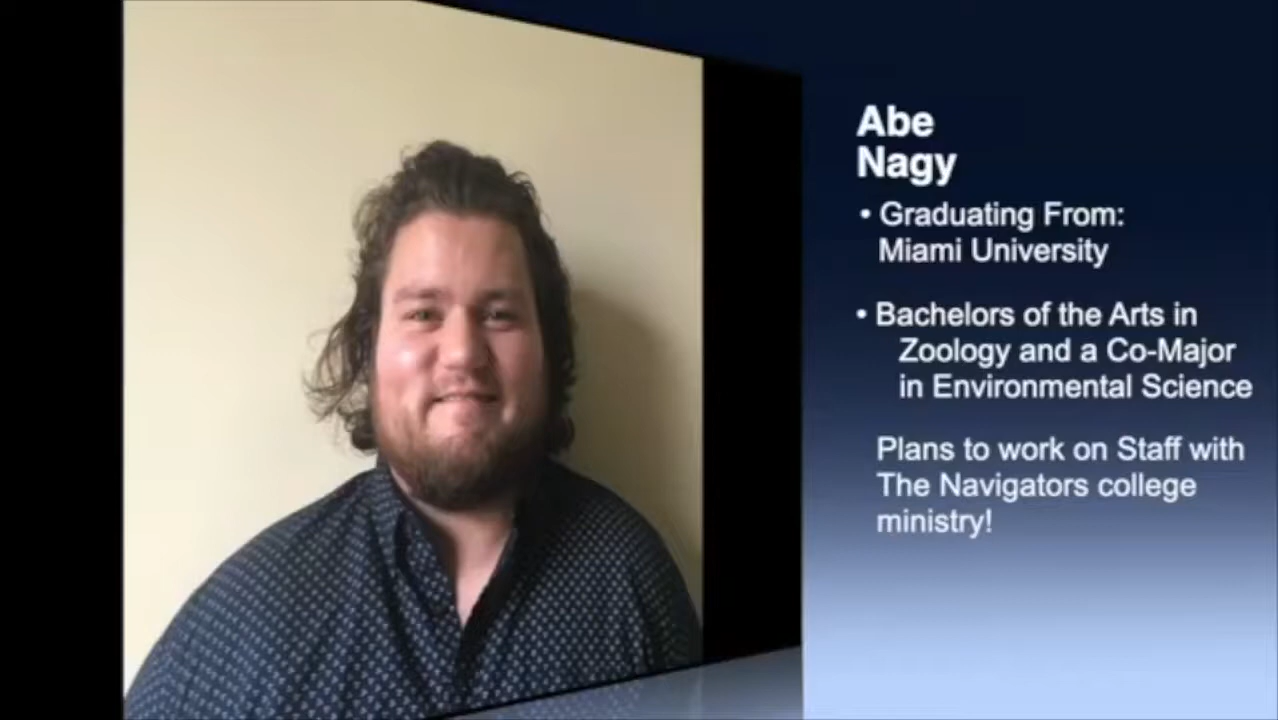 Abe
Nagy
• Graduating From:
Miami University
• Bachelors of the Arts in
Zoology and a Co-Major
in Environmental Science
Plans to work on Staff with
The Navigators college
ministry!